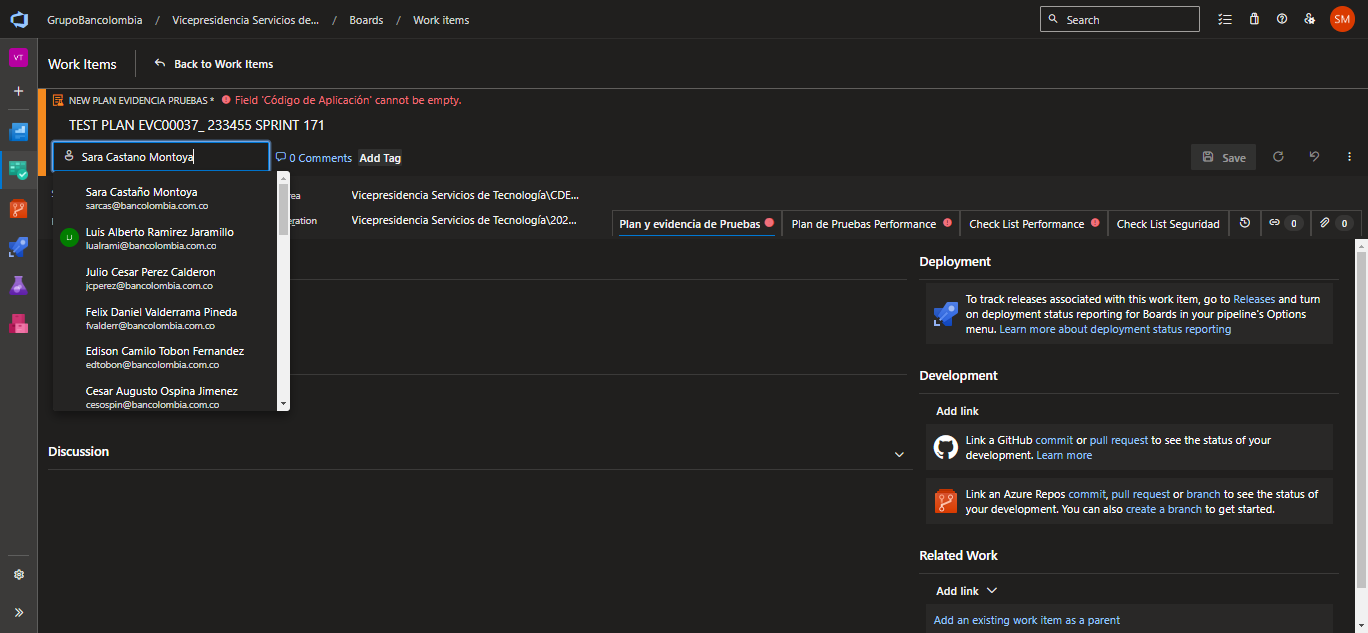 GrupoBancolombia / Vicepresidencia Servicios de... / Boards / Work items
Search
SM
VT
Work Items
Back to Work Items
NEW PLAN EVIDENCIA PRUEBAS * Field 'Código de Aplicación' cannot be empty.
TEST PLAN EVC00037_ 233455 SPRINT 171
Sara Castano Montoya
0 Comments
Add Tag
Save
Sara Castaño Montoya
sarcas@bancolombia.com.co
LJ
Luis Alberto Ramirez Jaramillo
lualrami@bancolombia.com.co
Julio Cesar Perez Calderon
jcperez@bancolombia.com.co
Felix Daniel Valderrama Pineda
fvalderr@bancolombia.com.co
Edison Camilo Tobon Fernandez
edtobon@bancolombia.com.co
Cesar Augusto Ospina Jimenez
cesospin@bancolombia.com.co
rea
Vicepresidencia Servicios de Tecnología\CDE...
eration
Vicepresidencia Servicios de Tecnología\202...
Plan y evidencia de Pruebas
Plan de Pruebas Performance
Check List Performance
Check List Seguridad
0
0
Discussion
Deployment
To track releases associated with this work item, go to Releases and turn
on deployment status reporting for Boards in your pipeline's Options
menu. Learn more about deployment status reporting
Development
Add link
Link a GitHub commit or pull request to see the status of your
development. Learn more
Link an Azure Repos commit, pull request or branch to see the status of
your development. You can also create a branch to get started.
Related Work
Add link
Add an existing work item as a parent